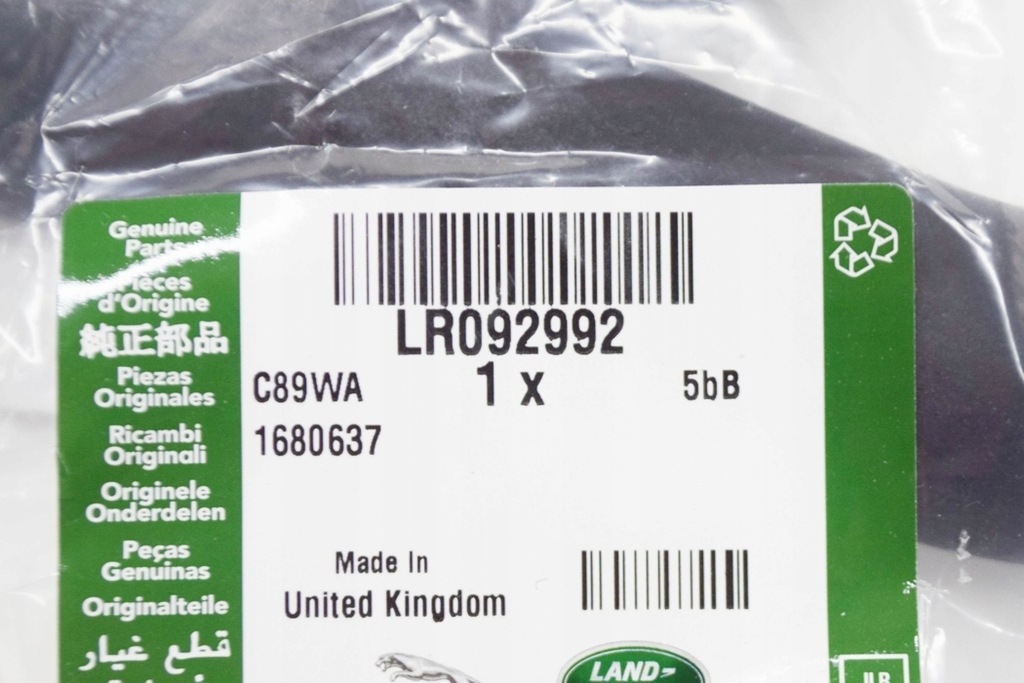 Genuine
Parts
Pièces
d'Origine
純正部品
Piezas
Originales
Ricambi
Originali
Originele
Onderdelen
Peças
Genuinas
Originalteile
قطع غيار
LR092992
C89WA 1 x 5bB
1680637
Made In
United Kingdom
LAND-